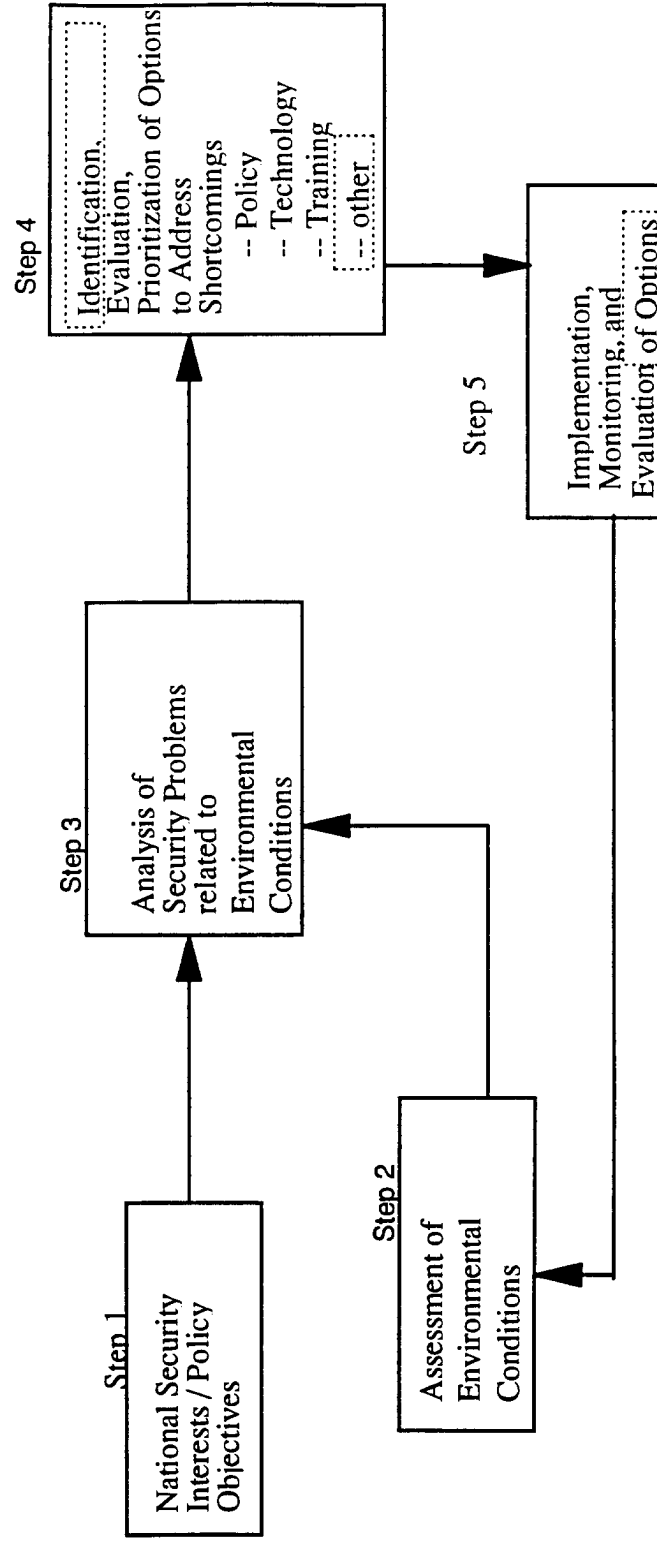 Step 1
National Security
Interests / Policy
Objectives
Step 2
Assessment of
Environmental
Conditions
Step 3
Analysis of
Security Problems
related to
Environmental
Conditions
Step 4
Identification,
Evaluation,
Prioritization of Options
to Address
Shortcomings
-- Policy
-- Technology
-- Training
-- other
Step 5
Implementation,
Monitoring, and
Evaluation of Options